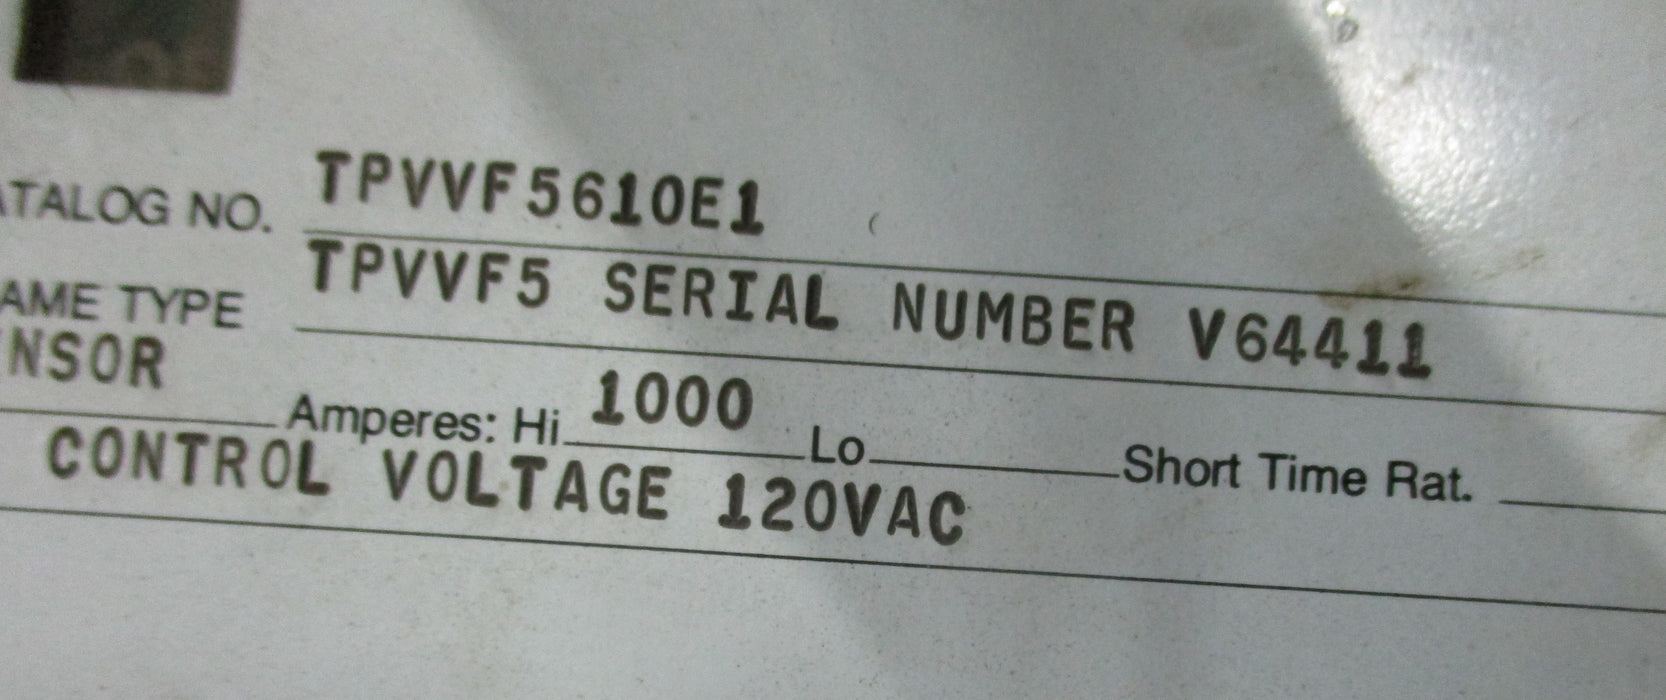 ATALOG NO. TPVVF5610E1
AME TYPE TPVVF5 SERIAL NUMBER V64411
NSOR Amperes: Hi 1000 Lo Short Time Rat.
CONTROL VOLTAGE 120VAC